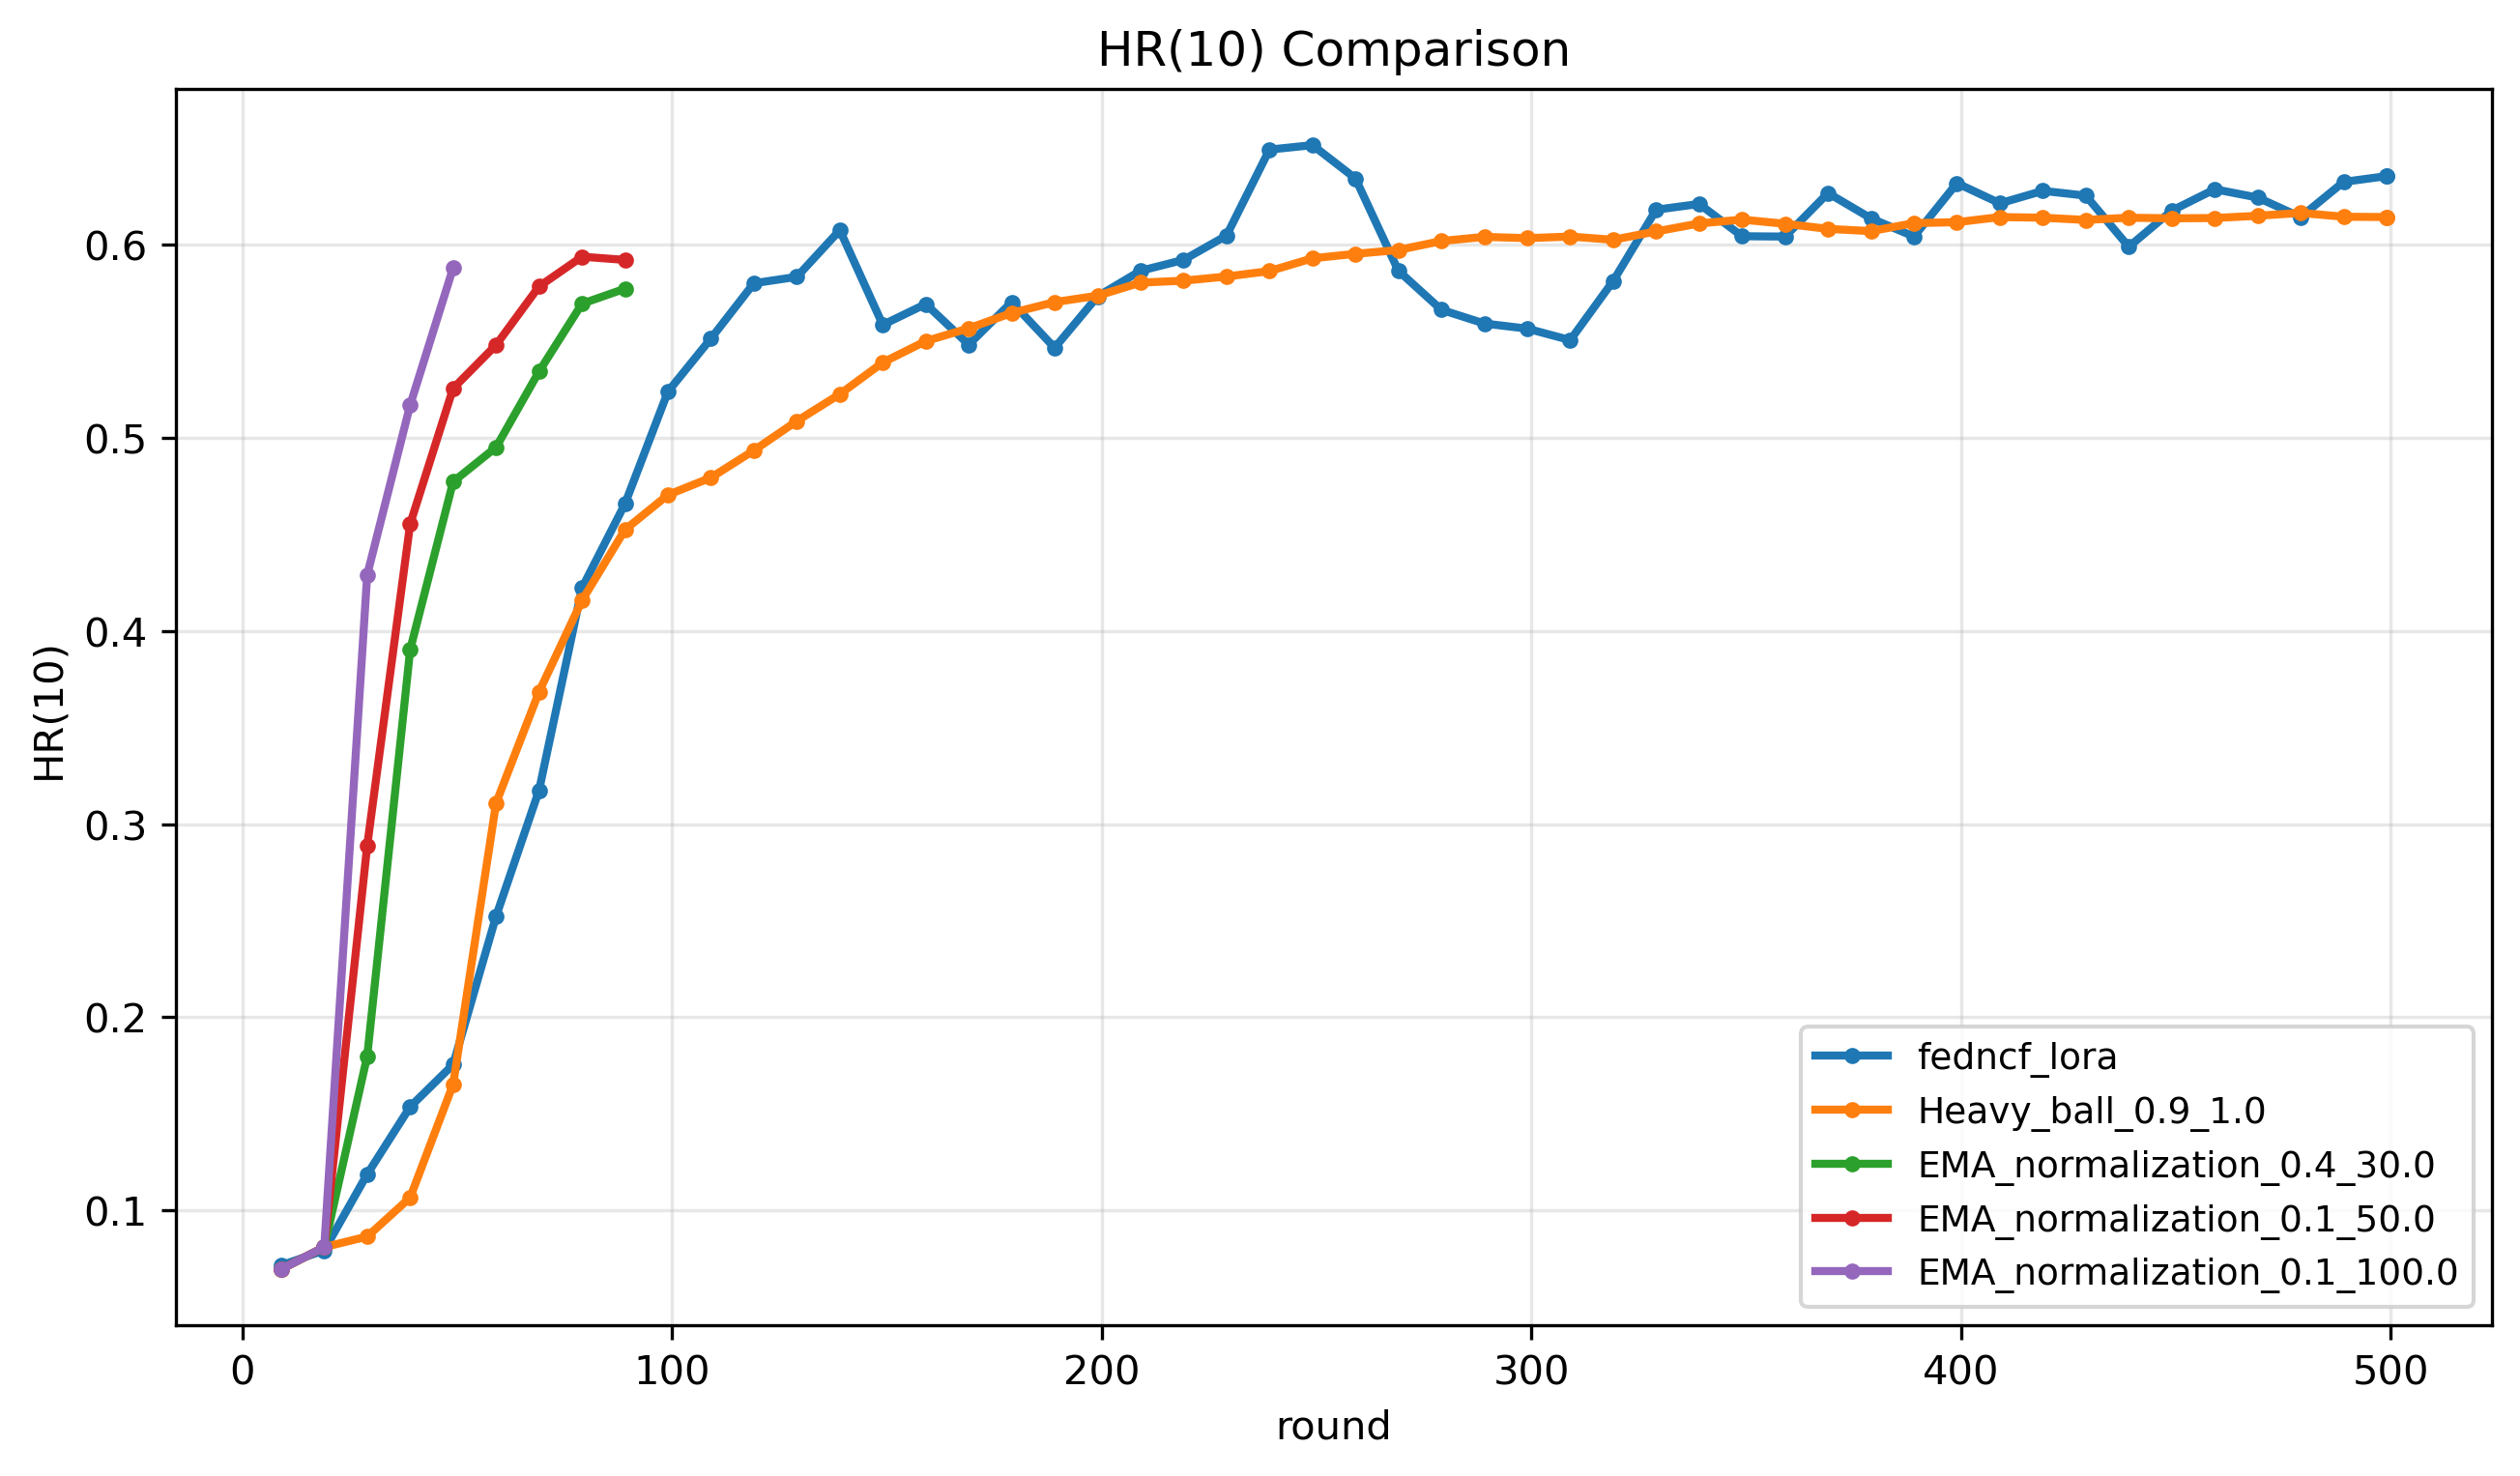 HR(10) Comparison
HR(10)
0.6
0.5
0.4
0.3
0.2
0.1
0 100 200 300 400 500
round
fedncf_lora
Heavy_ball_0.9_1.0
EMA_normalization_0.4_30.0
EMA_normalization_0.1_50.0
EMA_normalization_0.1_100.0